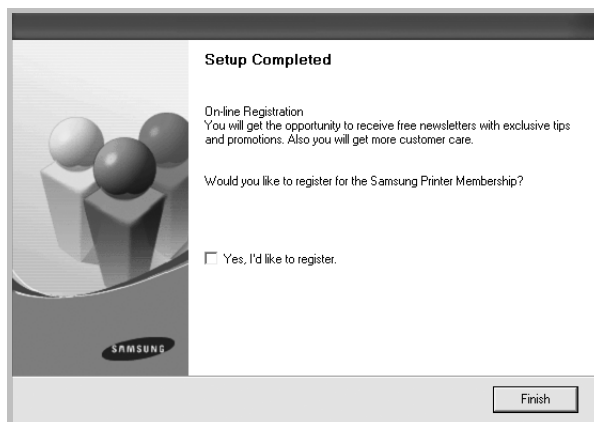 Setup Completed
On-line Registration
You will get the opportunity to receive free newsletters with exclusive tips
and promotions. Also you will get more customer care.
Would you like to register for the Samsung Printer Membership?
Yes, I'd like to register.
SAMSUNG
Finish